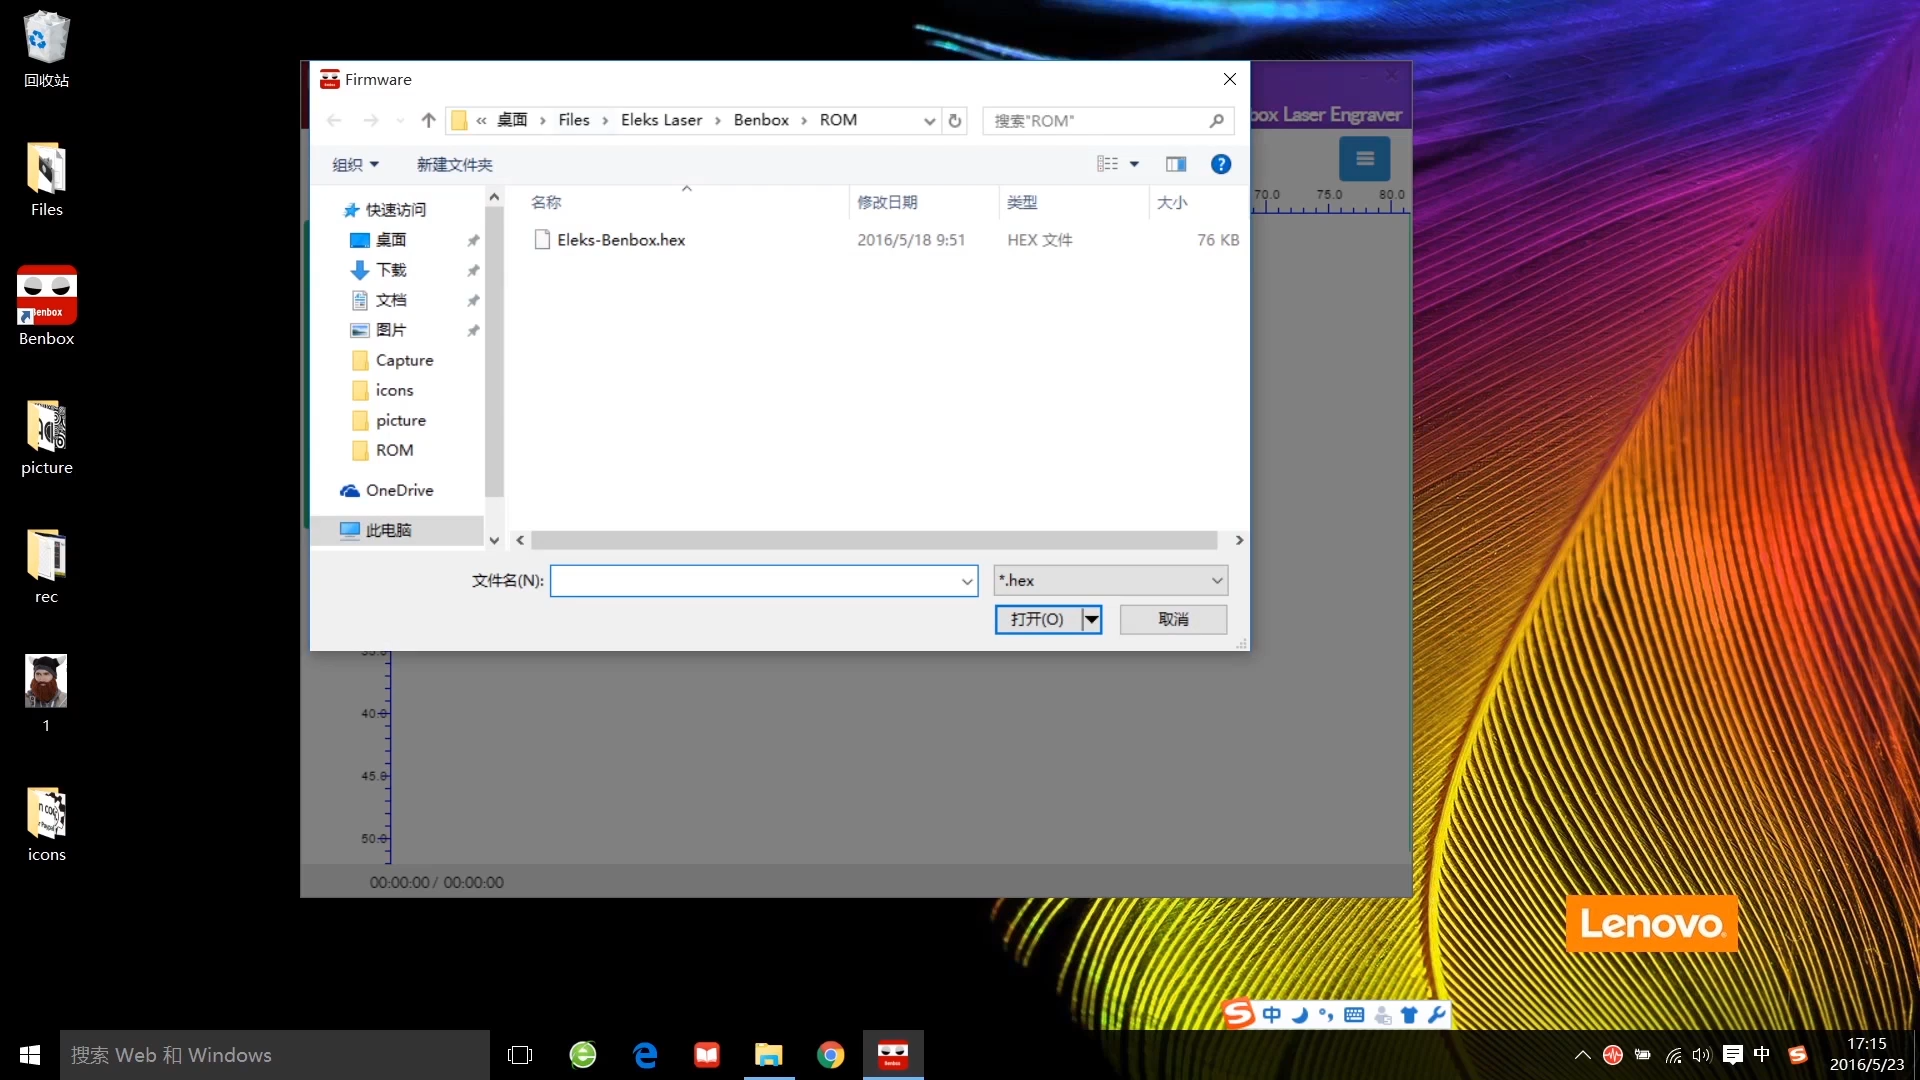 回收站
Files
Benbox
Benbox
picture
rec
1
icons
Firmware
« 桌面 › Files › Eleks Laser › Benbox › ROM
搜索"ROM"
组织
新建文件夹
名称
修改日期
类型
大小
Eleks-Benbox.hex
2016/5/18 9:51
HEX 文件
76 KB
快速访问
桌面
下载
文档
图片
Capture
icons
picture
ROM
OneDrive
此电脑
文件名(N):
*.hex
打开(O)
取消
box Laser Engraver
70.0
75.0
80.0
35.0
40.0
45.0
50.0
00:00:00 / 00:00:00
Lenovo
S 中
搜索 Web 和 Windows
中
17:15
2016/5/23